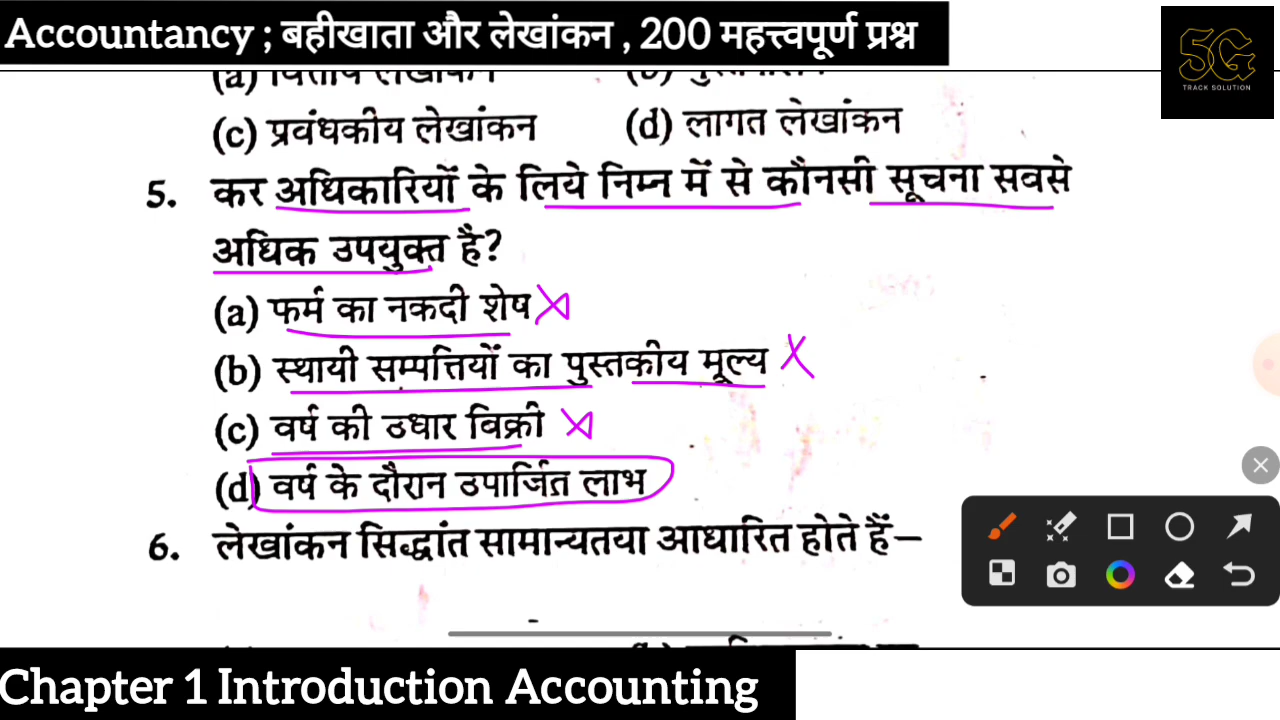 Accountancy ; बहीखाता और लेखांकन , 200 महत्त्वपूर्ण प्रश्न
5G
TRACK SOLUTION
(c) प्रवंधकीय लेखांकन (d) लागत लेखांकन
5. कर अधिकारियों के लिये निम्न में से कौनसी सूचना सवसे
अधिक उपयुक्त है?
(a) फर्म का नकदी शेष
(b) स्थायी सम्पत्तियों का पुस्तकीय मूल्य
(c) वर्ष की उधार विक्री
(d) वर्ष के दौरान उपार्जित लाभ
6. लेखांकन सिद्धांत सामान्यतया आधारित होते हैं—
Chapter 1 Introduction Accounting